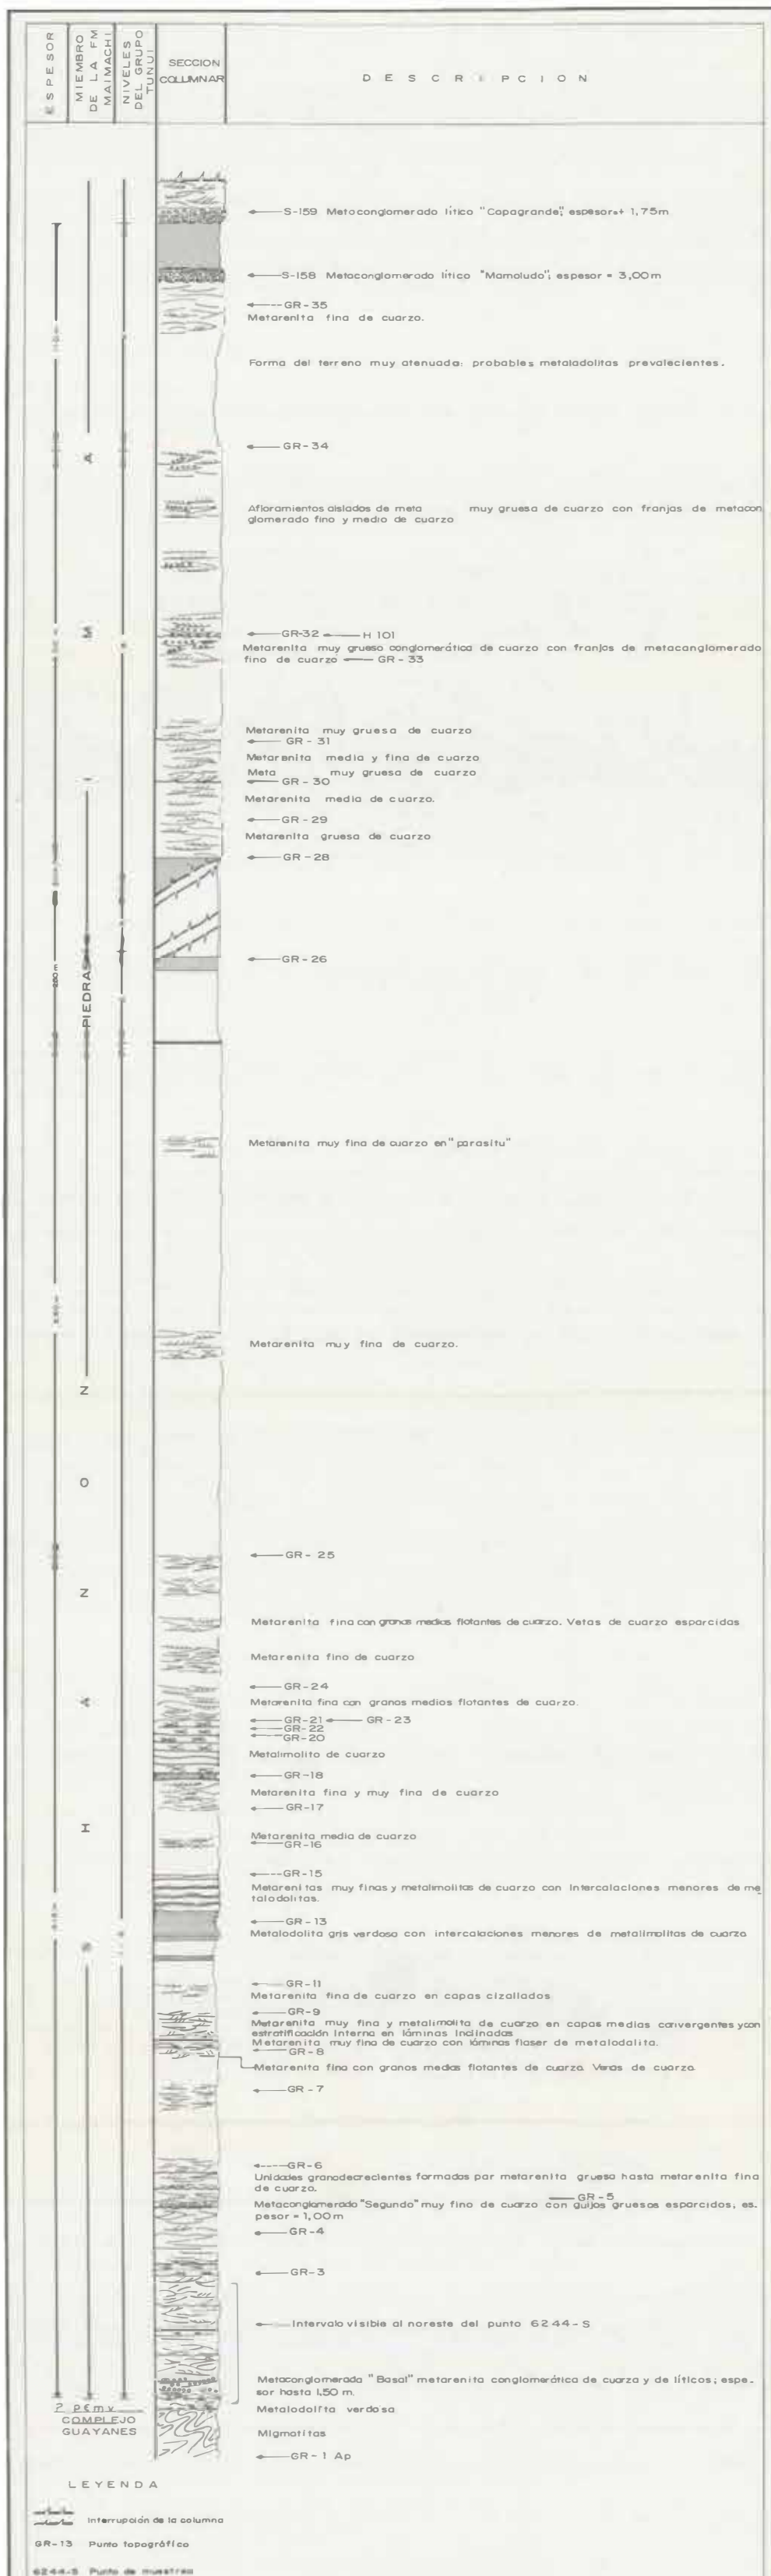 ESPESOR
MIEMBRO
DE LA FM
MAIMACHI
NIVELES
DEL GRUPO
TUNUI
SECCION
COLUMNAR
DESCRIPCION
S-159 Metaconglomerado lítico "Copagrande", espesor + 1,75m
S-158 Metaconglomerado lítico "Mamoludo", espesor = 3,00m
GR-35
Metarenita fina de cuarzo.
Forma del terreno muy atenuada: probables metaladolitas prevalecientes.
GR-34
Afloramientos aislados de meta muy gruesa de cuarzo con franjas de metacon
glomerado fino y medio de cuarzo
GR-32 H 101
Metarenita muy grueso conglomerática de cuarzo con franjas de metacanglomerado
fino de cuarzo GR-33
Metarenita muy gruesa de cuarzo
GR-31
Metarenita media y fina de cuarzo
Meta muy gruesa de cuarzo
GR-30
Metarenita media de cuarzo.
GR-29
Metarenita gruesa de cuarzo
GR-28
GR-26
Metarenita muy fina de cuarzo en "parasitu"
Metarenita muy fina de cuarzo.
GR-25
Metarenita fina con granos medios flotantes de cuarzo. Vetas de cuarzo esparcidas
Metarenita fino de cuarzo
GR-24
Metarenita fina con granos medios flotantes de cuarzo.
GR-21 GR-23
GR-22
GR-20
Metalimolito de cuarzo
GR-18
Metarenita fina y muy fina de cuarzo
GR-17
Metarenita media de cuarzo
GR-16
GR-15
Metarenitas muy finas y metalimolitas de cuarzo con intercalaciones menores de me
talodolitas.
GR-13
Metalodolita gris verdosa con intercalaciones menores de metalimolitas de cuarzo
GR-11
Metarenita fina de cuarzo en capas cizallados
GR-9
Metarenita muy fina y metalimolita de cuarzo en capas medias convergentes y con
estratificación interna en láminas inclinadas
Metarenita muy fina de cuarzo con láminas flaser de metalodalita.
GR-8
Metarenita fina con granos medios flotantes de cuarzo. Venas de cuarzo
GR-7
GR-6
Unidades granodecrecientes formadas por metarenita grueso hasta metarenita fina
de cuarzo.
GR-5
Metaconglomerado "Segundo" muy fino de cuarzo con guijos gruesos esparcidos, es.
pesor = 1,00m
GR-4
GR-3
Intervalo visible al noreste del punto 6244-S
Metaconglomerada "Basal" metarenita conglomerática de cuarzo y de líticos; espe-
sor hasta 1,50 m.
Metalodolita verdosa
Migmatitas
GR-1 Ap
SHAZZOZ PIEDRAS IMA
? P€mv
COMPLEJO
GUAYANES
LEYENDA
Interrupción de la columna
GR-13 Punto topográfico
6244-S Punto de muestreo